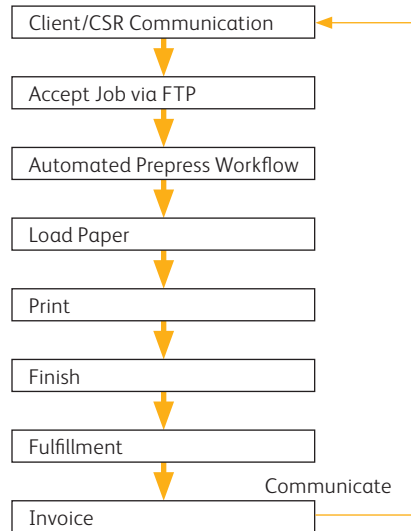 Client/CSR Communication
Accept Job via FTP
Automated Prepress Workflow
Load Paper
Print
Finish
Fulfillment
Communicate
Invoice